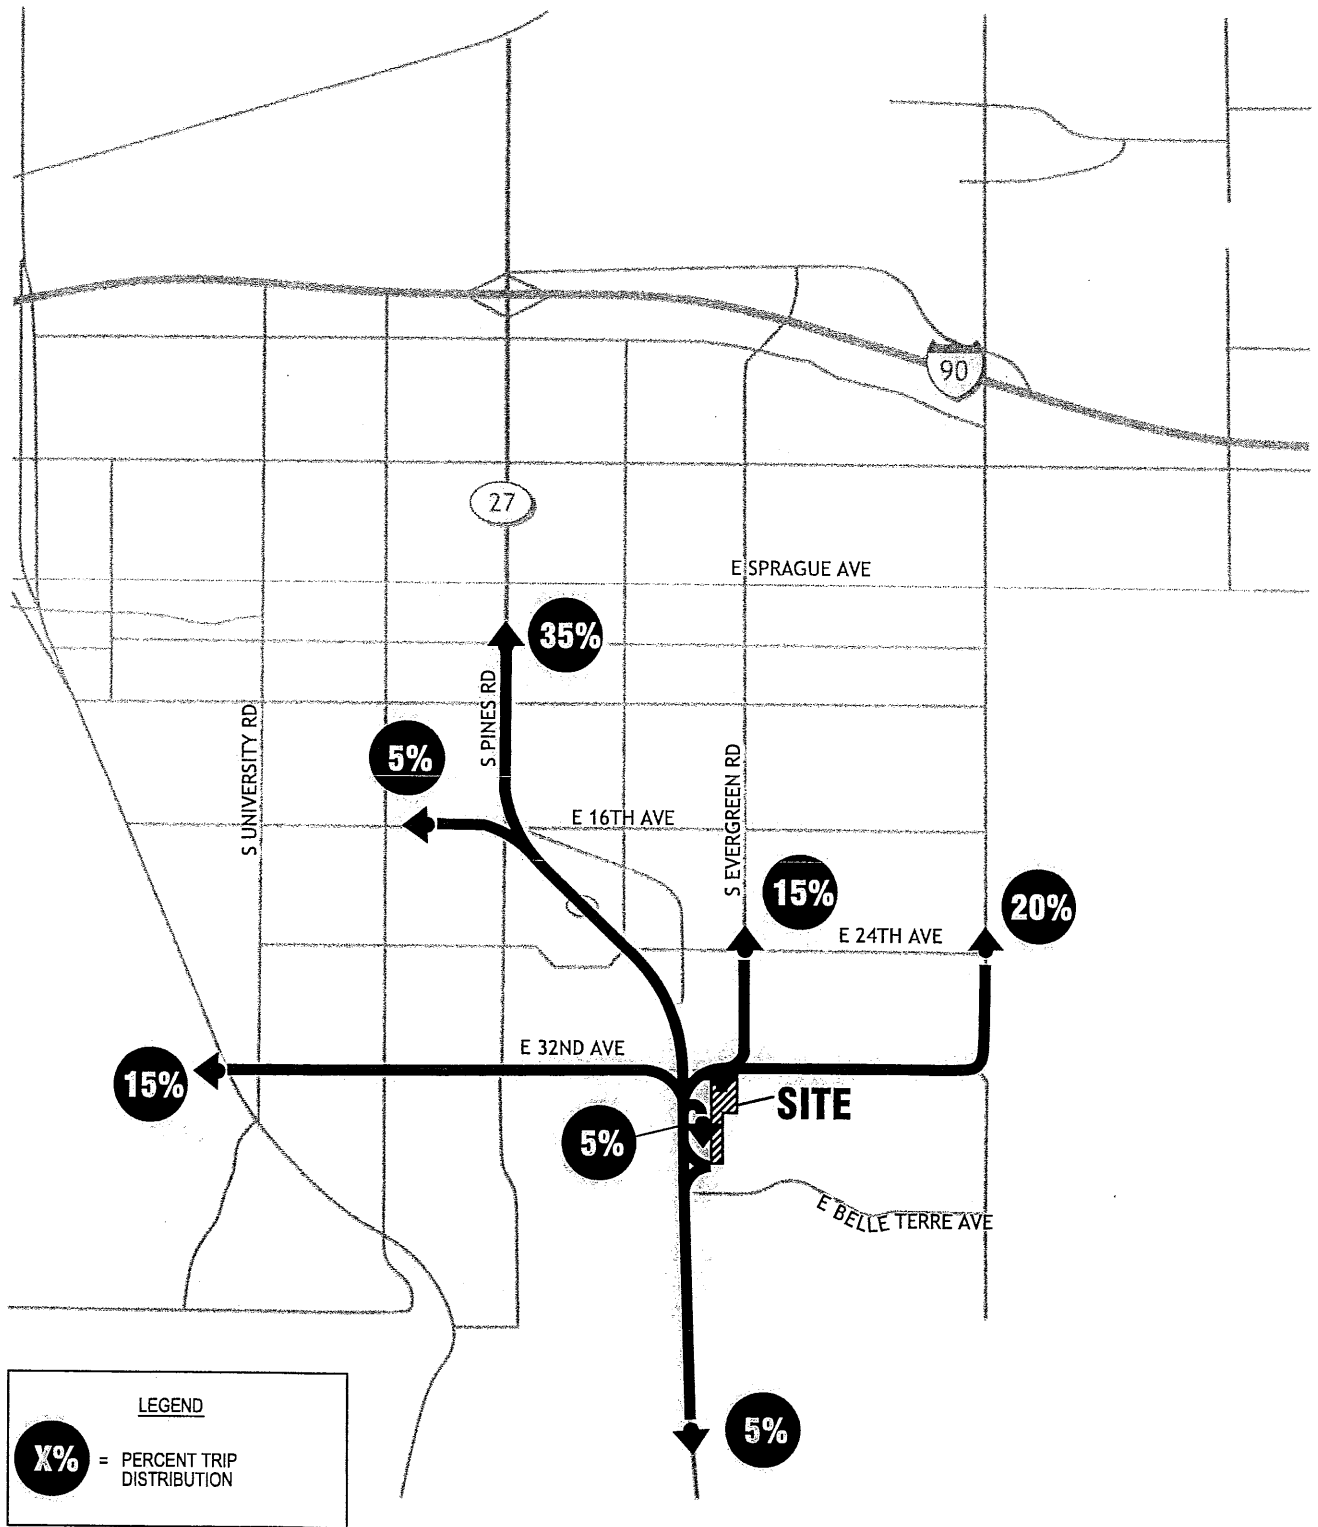 90
27
E SPRAGUE AVE
35%
S PINES RD
S UNIVERSITY RD
5%
S EVERGREEN RD
E 16TH AVE
15%
20%
E 24TH AVE
E 32ND AVE
15%
SITE
5%
E BELLE TERRE AVE
5%
LEGEND
X% = PERCENT TRIP
DISTRIBUTION